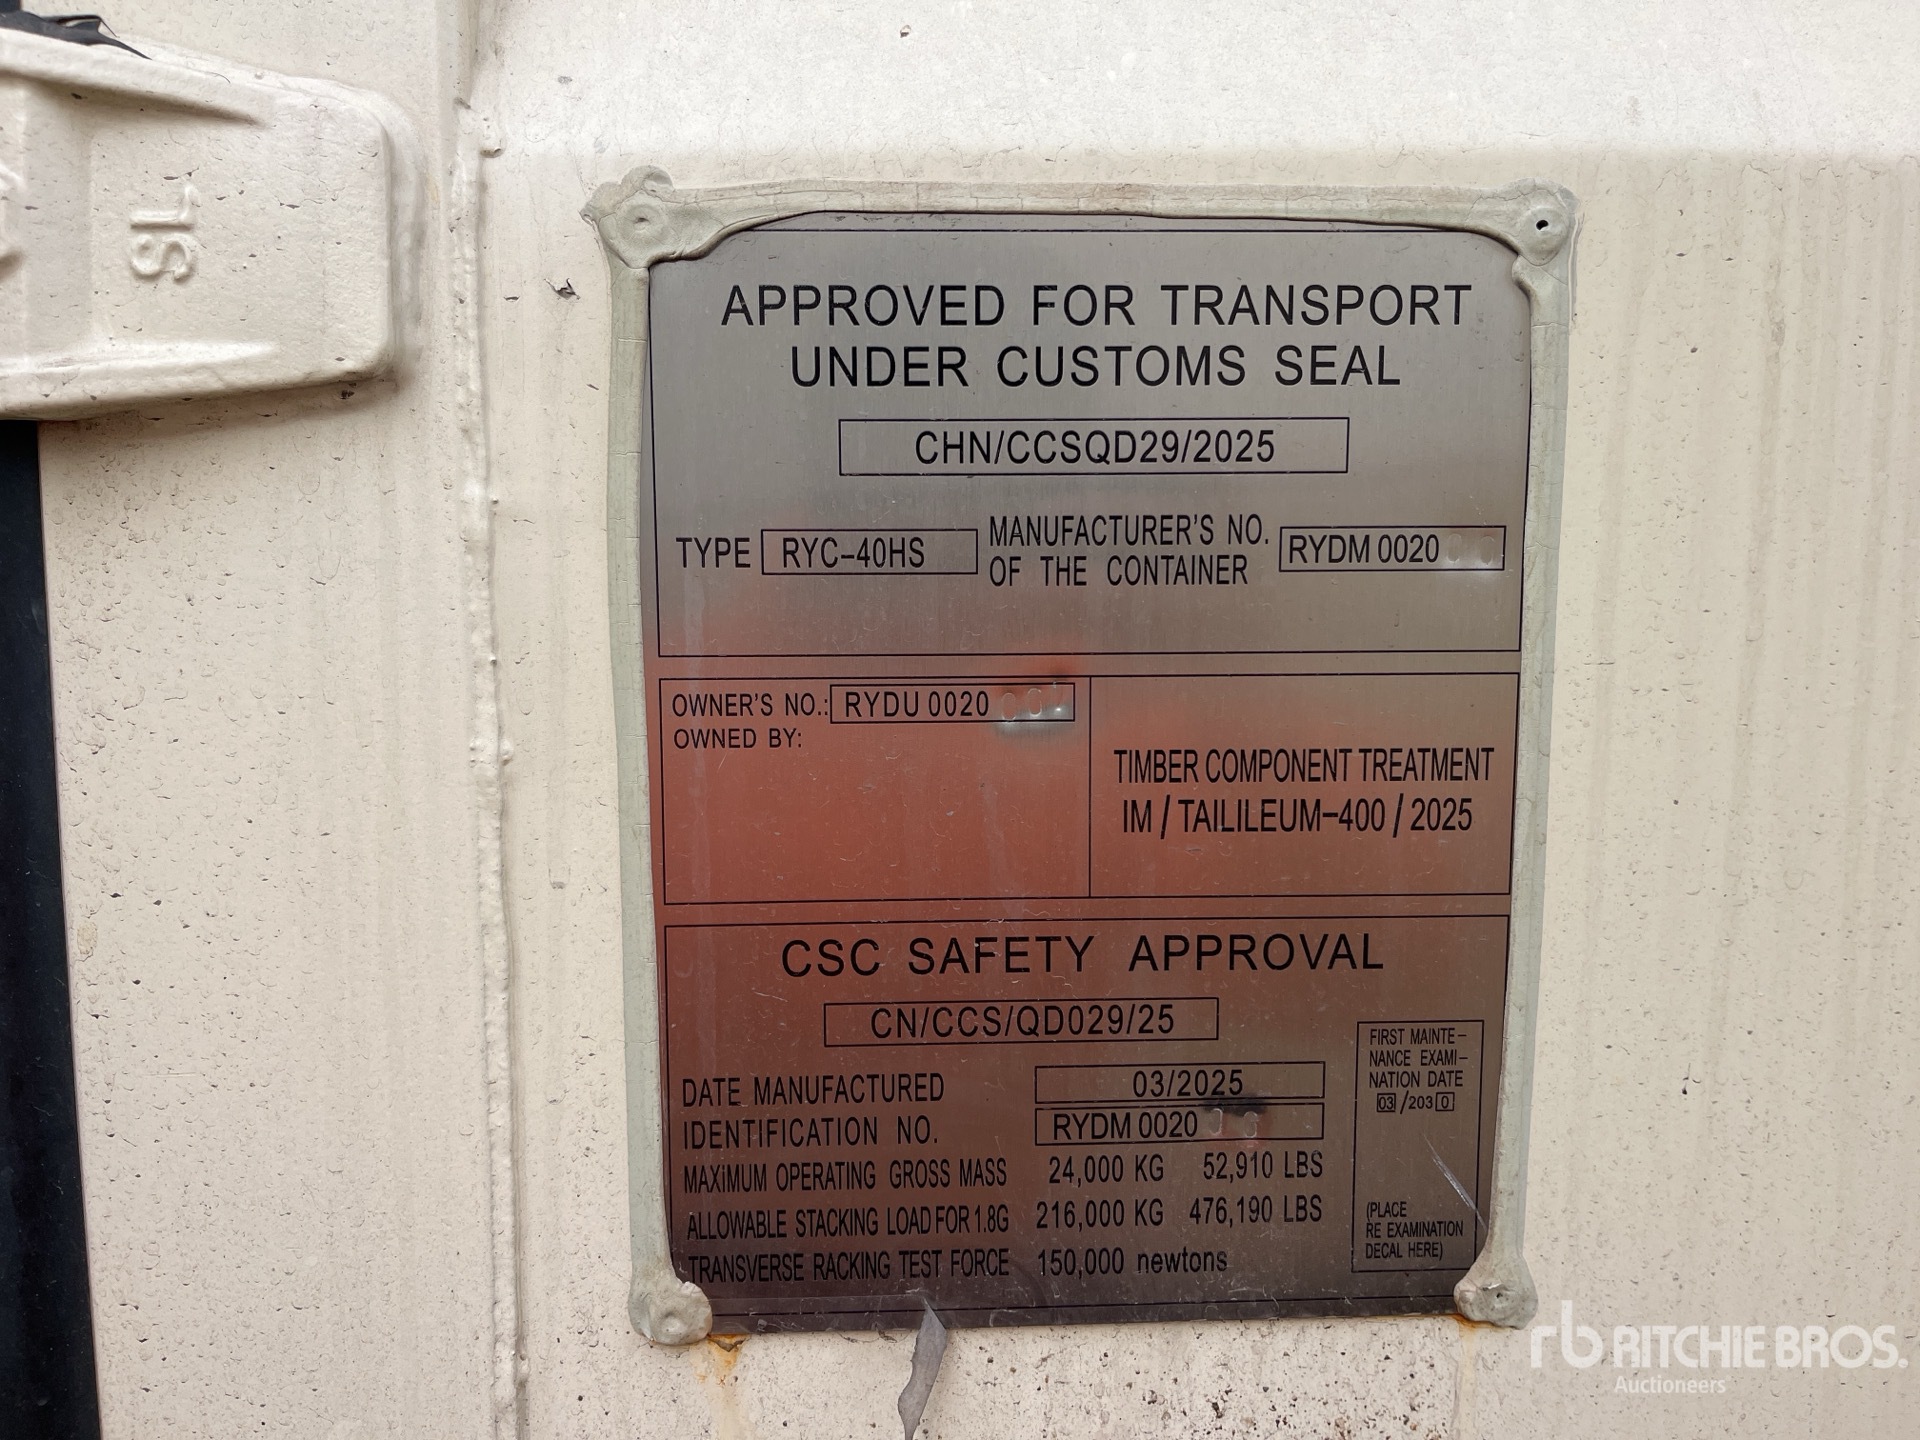 SL
APPROVED FOR TRANSPORT
UNDER CUSTOMS SEAL
CHN/CCSQD29/2025
TYPE RYC-40HS MANUFACTURER'S NO. OF THE CONTAINER RYDM 0020
OWNER'S NO.: RYDU 0020
OWNED BY:
TIMBER COMPONENT TREATMENT
IM / TAILILEUM-400 / 2025
CSC SAFETY APPROVAL
CN/CCS/QD029/25
DATE MANUFACTURED 03/2025
IDENTIFICATION NO. RYDM 0020
MAXIMUM OPERATING GROSS MASS 24,000 KG 52,910 LBS
ALLOWABLE STACKING LOAD FOR 1.8G 216,000 KG 476,190 LBS
TRANSVERSE RACKING TEST FORCE 150,000 newtons
FIRST MAINTE-
NANCE EXAMI-
NATION DATE
03/2030
(PLACE
RE EXAMINATION
DECAL HERE)
rb RITCHIE BROS.
Auctioneers